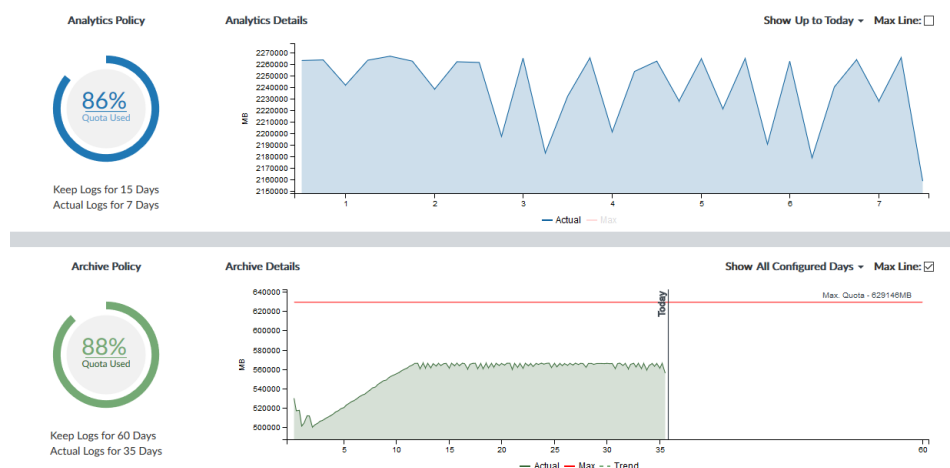 Analytics Policy
Analytics Details
Show Up to Today
Max Line:
86%
Quota Used
Keep Logs for 15 Days
Actual Logs for 7 Days
2270000
2260000
2250000
2240000
2230000
2220000
2210000
2200000
2190000
2180000
2170000
2160000
2150000
MB
1 2 3 4 5 6 7
Actual Max
Archive Policy
Archive Details
Show All Configured Days
Max Line:
88%
Quota Used
Keep Logs for 60 Days
Actual Logs for 35 Days
640000
620000
600000
580000
560000
540000
520000
500000
MB
Today
Max. Quota - 629146MB
5 10 15 20 25 30 35 60
Actual Max Trend